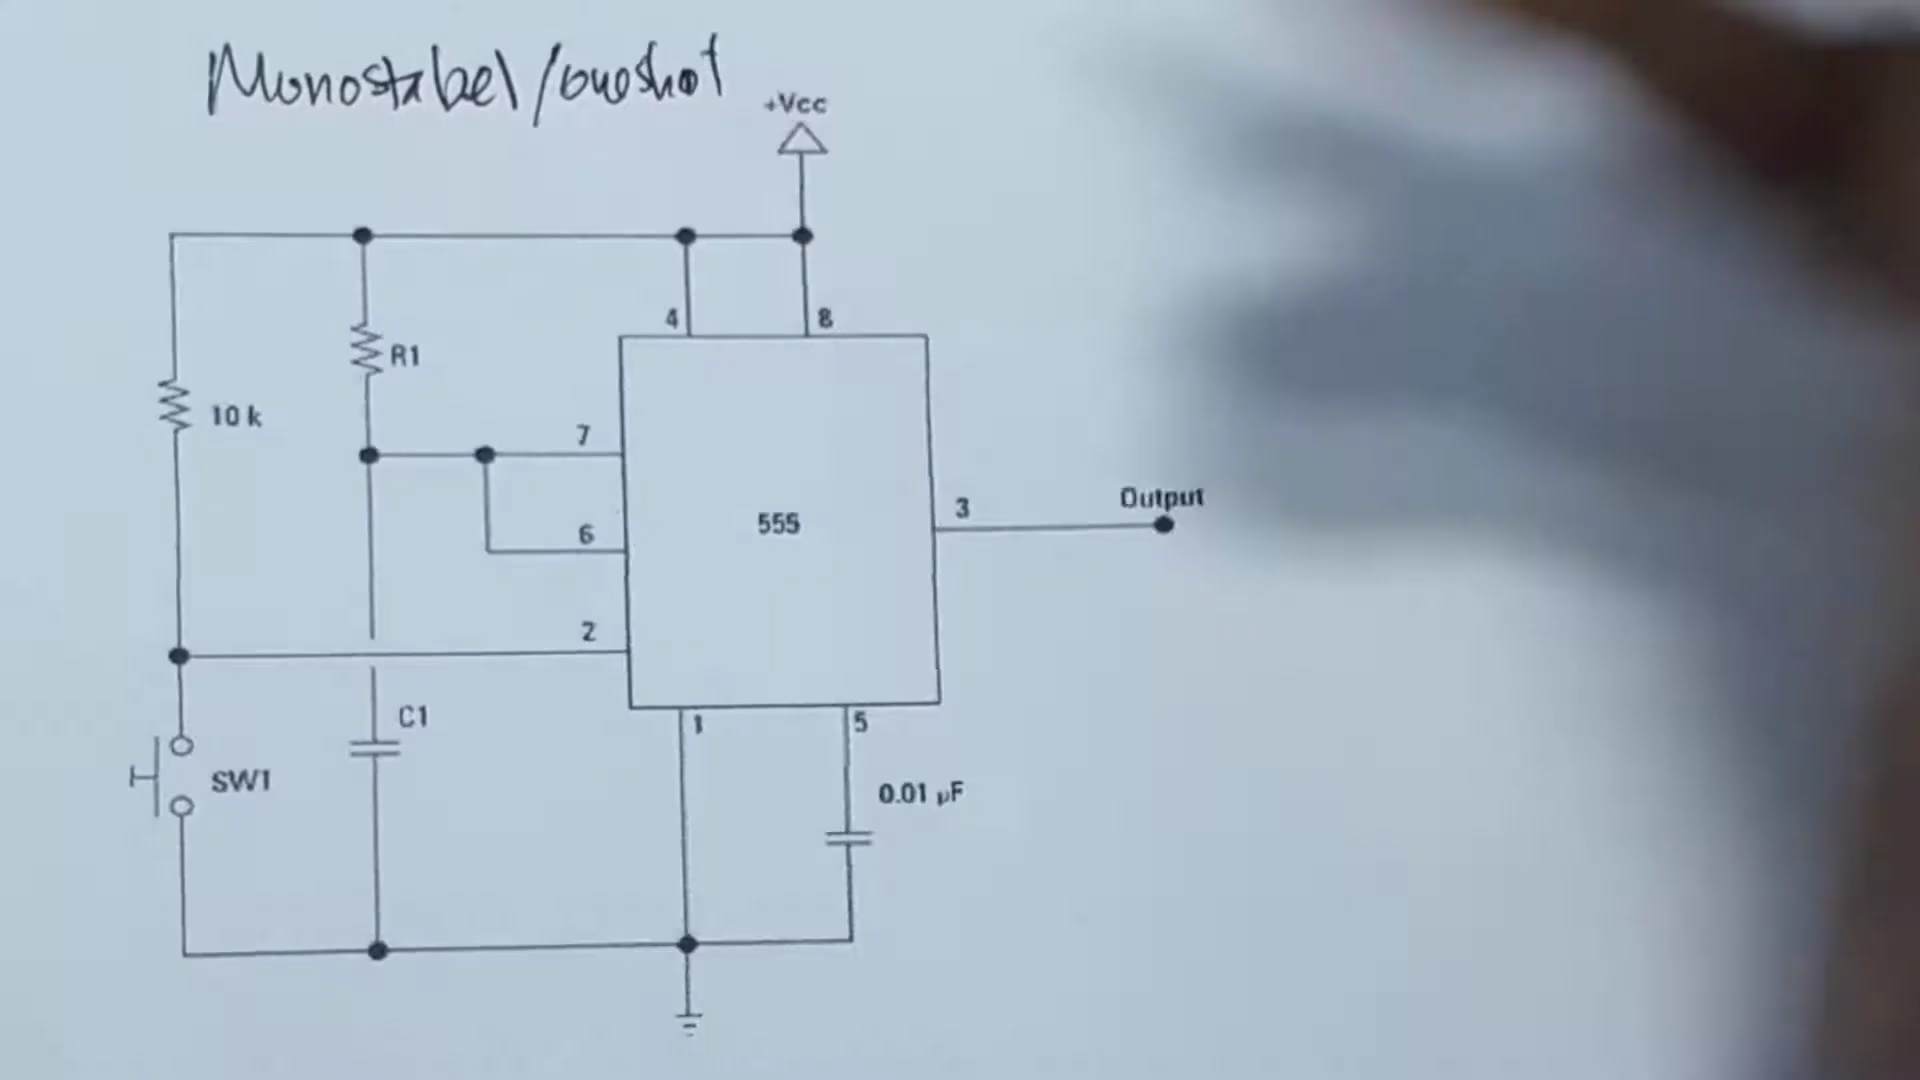 Monostabel/oneshot
+Vcc
4 8
R1
10 k
7
555
3 Output
6
2
1 5
C1
SW1
0.01 µF